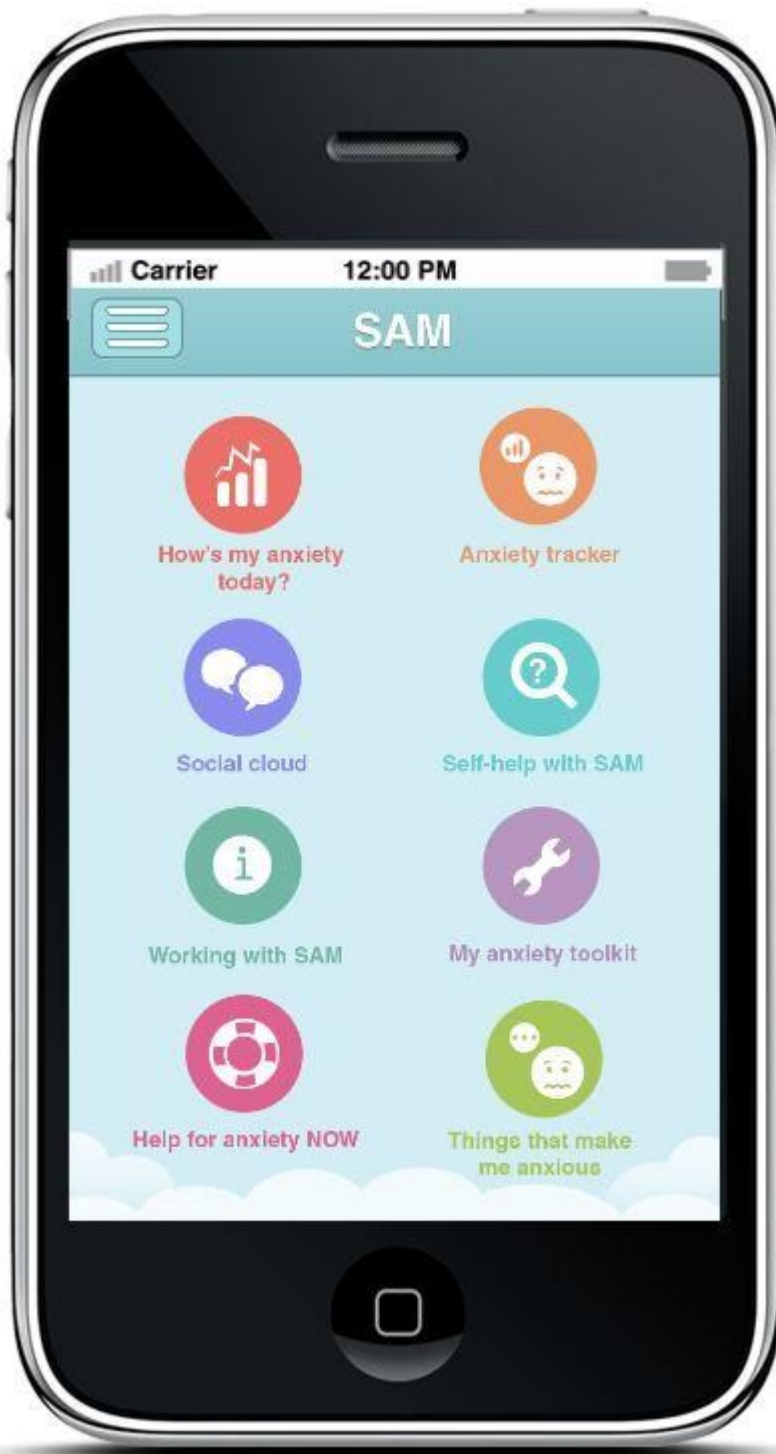 Carrier 12:00 PM
SAM
How's my anxiety
today?
Anxiety tracker
Social cloud
?
Self-help with SAM
i
Working with SAM
My anxiety toolkit
Help for anxiety NOW
Things that make
me anxious